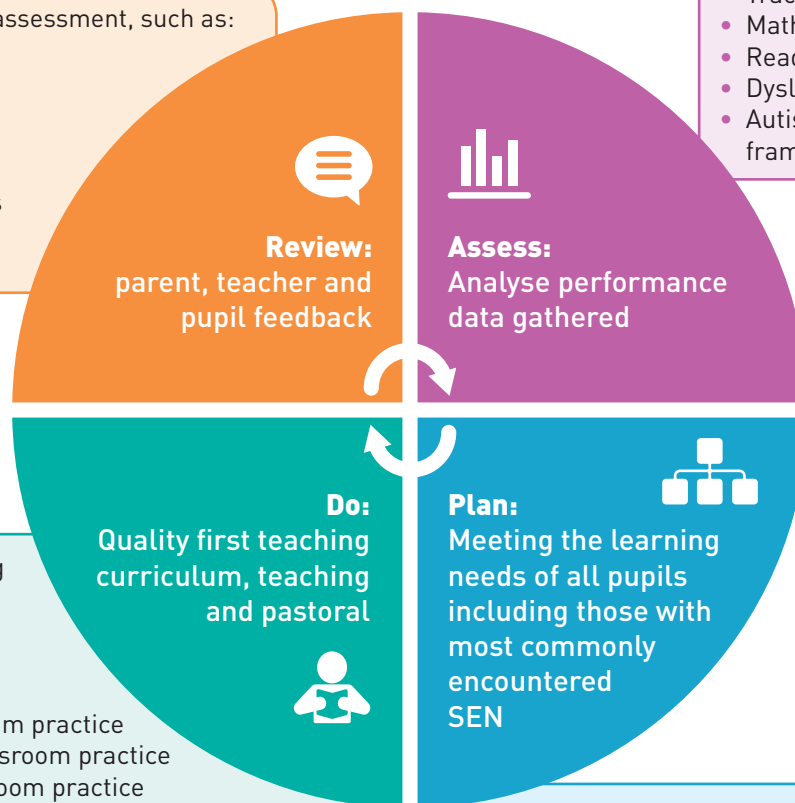 assessment, such as:
Math
Read
Dysl
Autis
fram
Review:
parent, teacher and
pupil feedback
Assess:
Analyse performance
data gathered
Do:
Quality first teaching
curriculum, teaching
and pastoral
Plan:
Meeting the learning
needs of all pupils
including those with
most commonly
encountered
SEN
m practice
sroom practice
oom practice